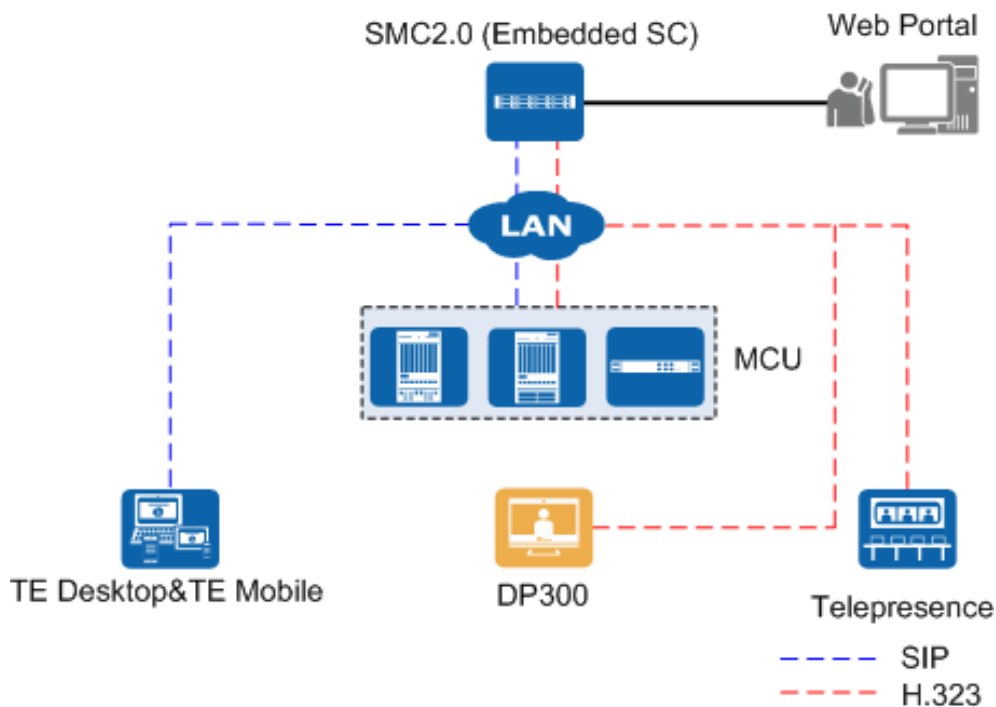 SMC2.0 (Embedded SC)
Web Portal
LAN
MCU
TE Desktop&TE Mobile
DP300
Telepresence
SIP
H.323